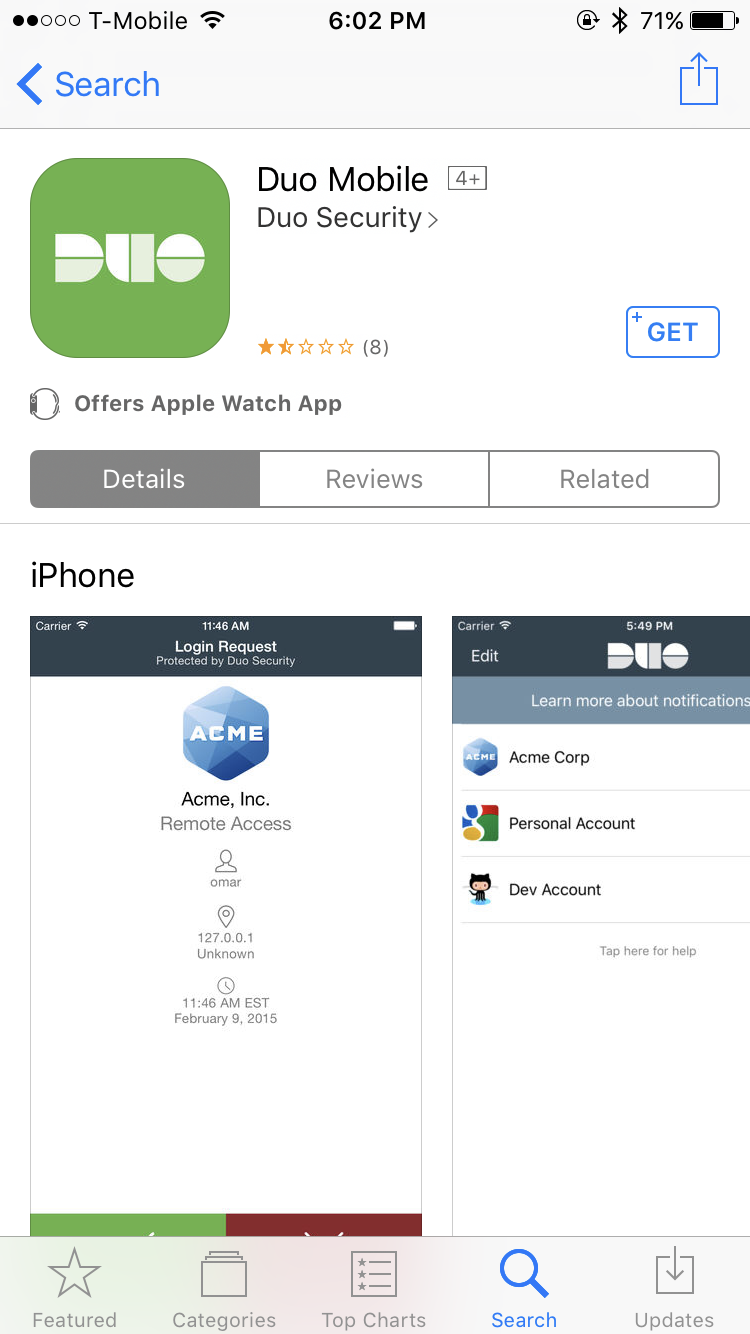 T-Mobile 6:02 PM 71%
Search
Duo Mobile 4+
Duo Security >
DUO
(8)
+ GET
Offers Apple Watch App
Details Reviews Related
iPhone
Carrier 11:46 AM
Login Request
Protected by Duo Security
ACME
Acme, Inc.
Remote Access
omar
127.0.0.1
Unknown
11:46 AM EST
February 9, 2015
Carrier 5:49 PM
Edit DUO
Learn more about notifications
ACME Acme Corp
Personal Account
Dev Account
Tap here for help
Featured Categories Top Charts Search Updates